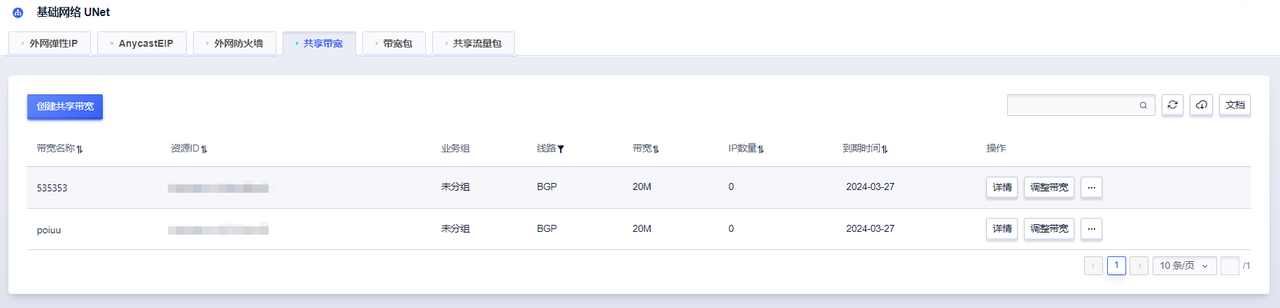 基础网络 UNet
外网弹性IP AnycastEIP 外网防火墙 共享带宽 带宽包 共享流量包
创建共享带宽 文档
带宽名称 资源ID 业务组 线路 带宽 IP数量 到期时间 操作
535353 未分组 BGP 20M 0 2024-03-27 详情 调整带宽 ···
poiuu 未分组 BGP 20M 0 2024-03-27 详情 调整带宽 ···
< 1 > 10 条/页 /1